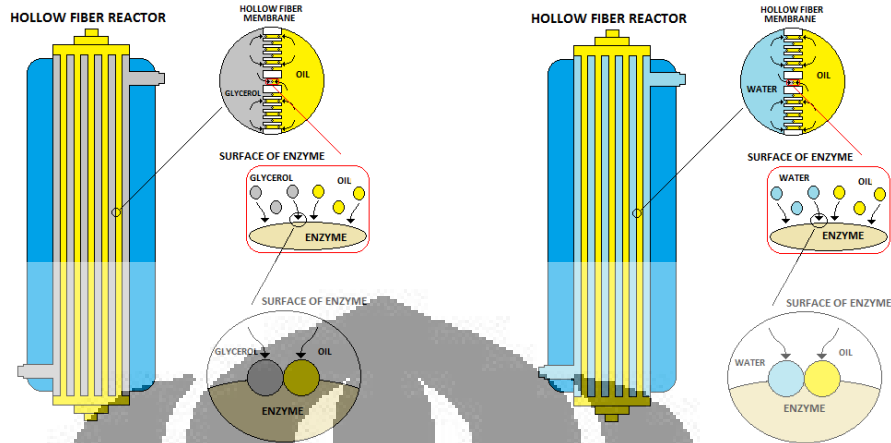 HOLLOW FIBER REACTOR
HOLLOW FIBER
MEMBRANE
OIL
GLYCEROL
SURFACE OF ENZYME
GLYCEROL
OIL
ENZYME
SURFACE OF ENZYME
GLYCEROL
OIL
ENZYME
HOLLOW FIBER REACTOR
HOLLOW FIBER
MEMBRANE
OIL
WATER
SURFACE OF ENZYME
WATER
OIL
ENZYME
SURFACE OF ENZYME
WATER
OIL
ENZYME